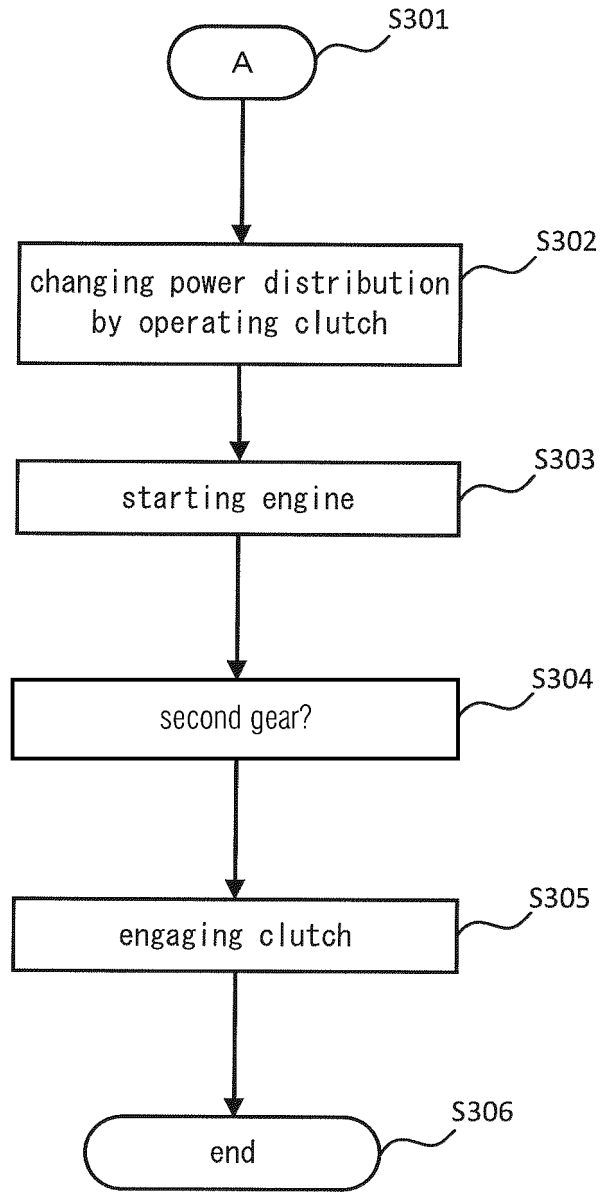 S301
A
S302
changing power distribution
by operating clutch
S303
starting engine
S304
second gear?
S305
engaging clutch
S306
end